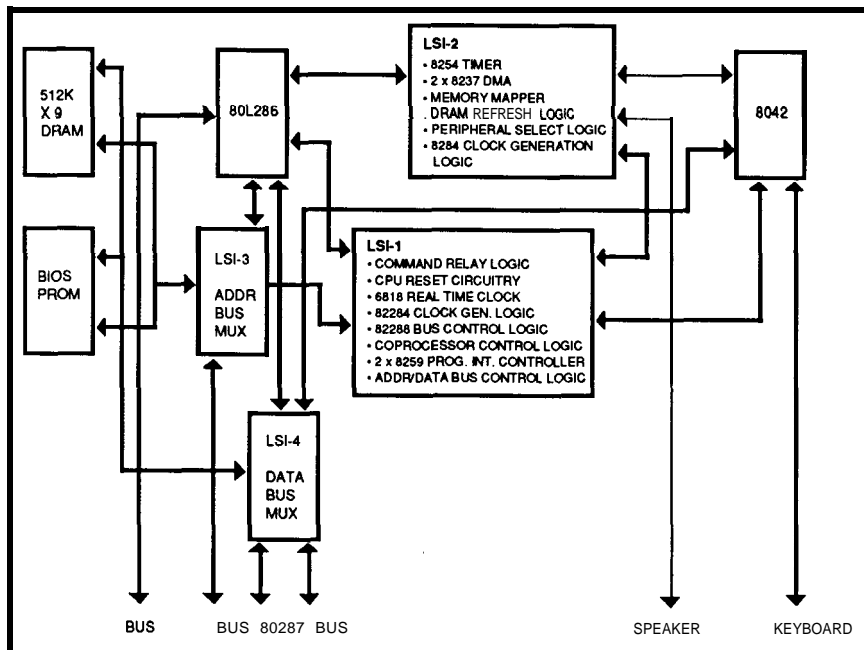 512K
X 9
DRAM
BIOS
PROM
80L286
LSI-3
ADDR
BUS
MUX
LSI-4
DATA
BUS
MUX
LSI-2
• 8254 TIMER
• 2 x 8237 DMA
• MEMORY MAPPER
. DRAM REFRESH LOGIC
• PERIPHERAL SELECT LOGIC
• 8284 CLOCK GENERATION
LOGIC
8042
LSI-1
• COMMAND RELAY LOGIC
• CPU RESET CIRCUITRY
• 6818 REAL TIME CLOCK
• 82284 CLOCK GEN. LOGIC
• 82288 BUS CONTROL LOGIC
• COPROCESSOR CONTROL LOGIC
• 2 x 8259 PROG. INT. CONTROLLER
• ADDR/DATA BUS CONTROL LOGIC
BUS
BUS 80287 BUS
SPEAKER
KEYBOARD